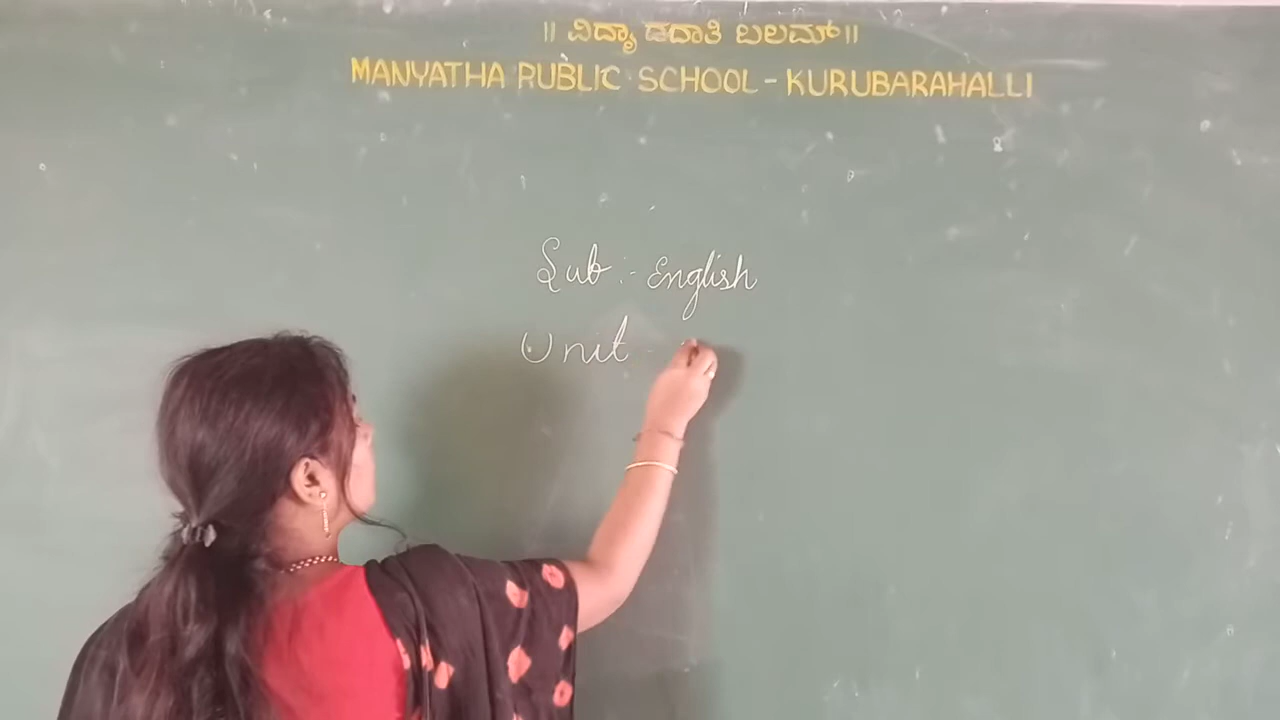 ॥ ವಿದ್ಯಾ ದದಾತಿ ಬಲಮ್ ॥
MANYATHA PUBLIC SCHOOL - KURUBARAHALLI
Sub :- English
Unit -